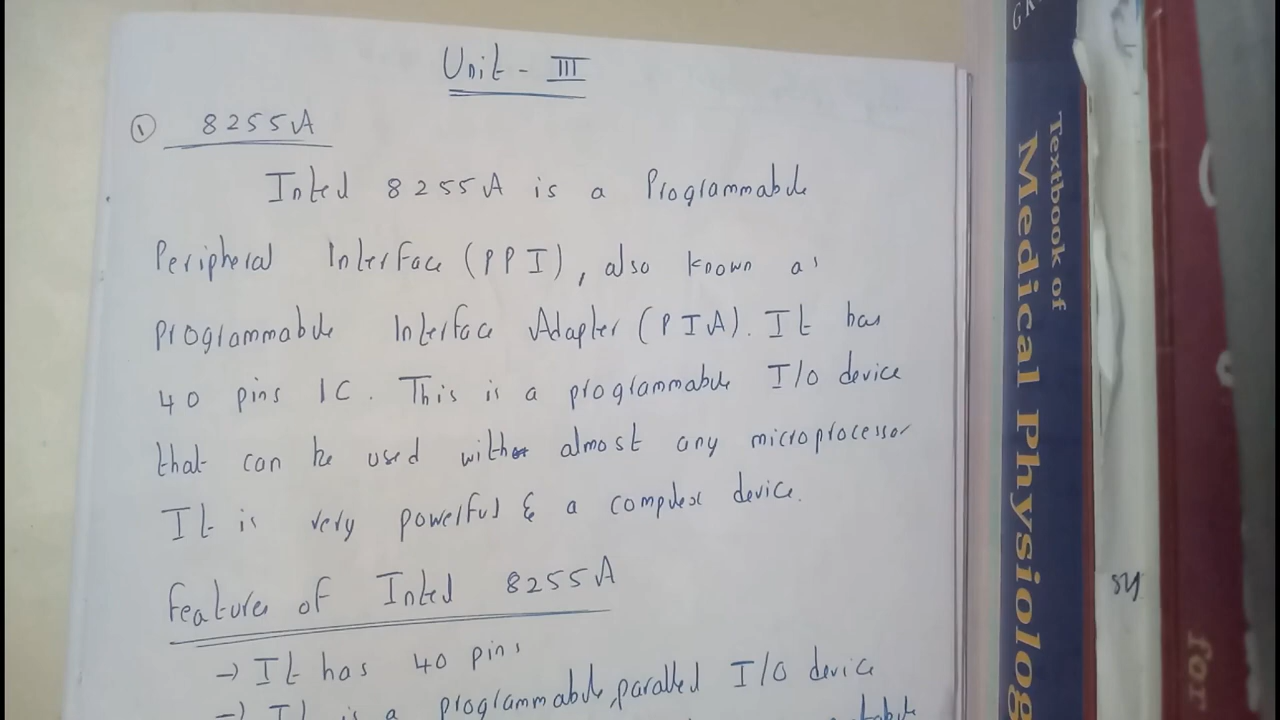 Unit - III
① 8255A
Intel 8255A is a Programmable
Peripheral Interface (PPI), also known as
programmable Interface Adapter (PIA). It has
40 pins IC. This is a programmable I/O device
that can be used with almost any microprocessor
It is very powerful & a complex device.
Features of Intel 8255A
→ It has 40 pins
→ It is a programmable, parallel I/O device
Textbook of
Medical Physiolog
for